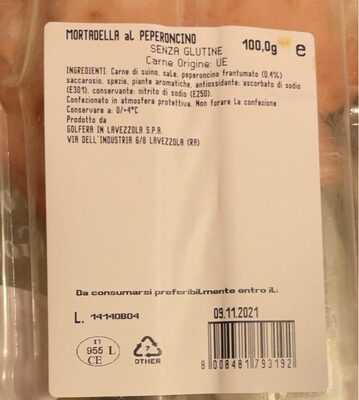 MORTADELLA al PEPERONCINO
SENZA GLUTINE 100,0g e
Carne Origine: UE
INGREDIENTI: Carne di suino, sale, peperoncino frantumato (0,4%)
saccarosio, spezie, piante aromatiche, antiossidante: ascorbato di sodio
(E301), conservante: nitrito di sodio (E250).
Confezionato in atmosfera protettiva. Non forare la confezione
Conservare a: 0/+4°C
Prodotto da
GOLFERA IN LAVEZZOLA S.P.A.
VIA DELL'INDUSTRIA 6/8 LAVEZZOLA (RA)
Da consumarsi preferibilmente entro il:
L. 14140804 09.11.2021
IT
955 L
CE
7
OTHER
8 008481 793192